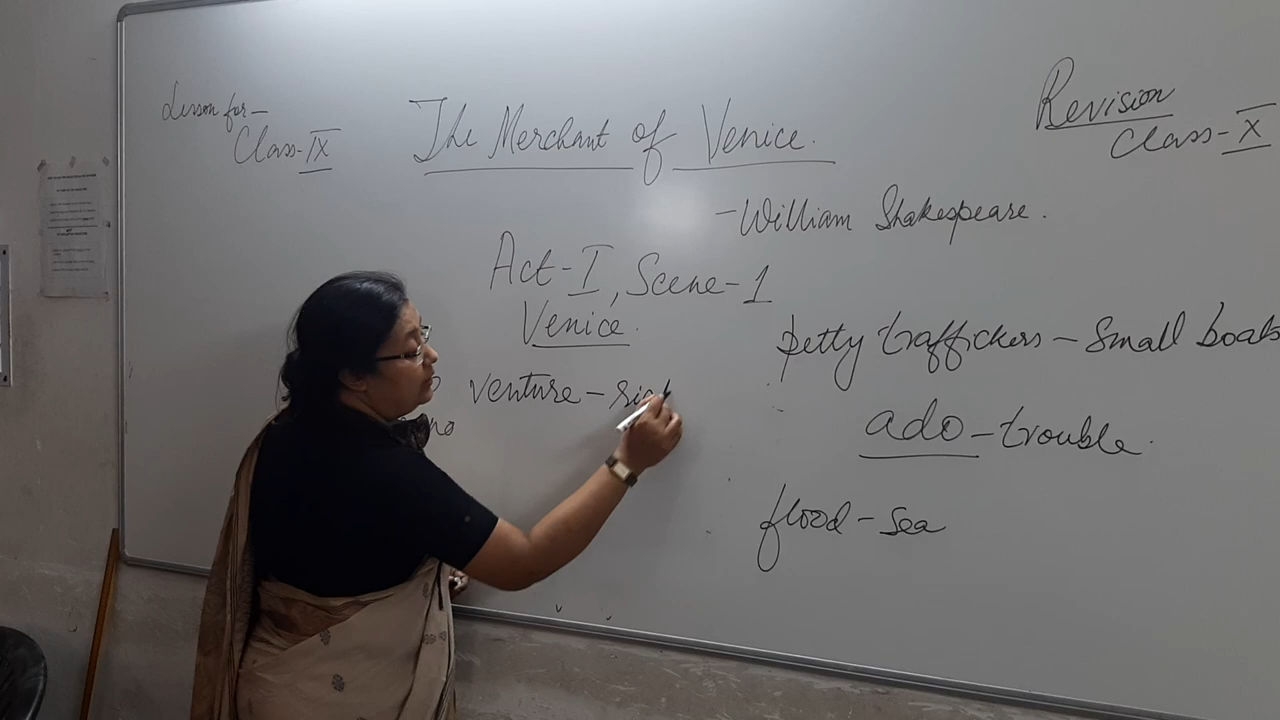 Lesson for-
Class-IX
The Merchant of Venice.
Revision
Class-X
-William Shakespeare.
Act-I, Scene-1
Venice.
petty traffickers - Small boats
venture - risk
ado - trouble.
flood - sea